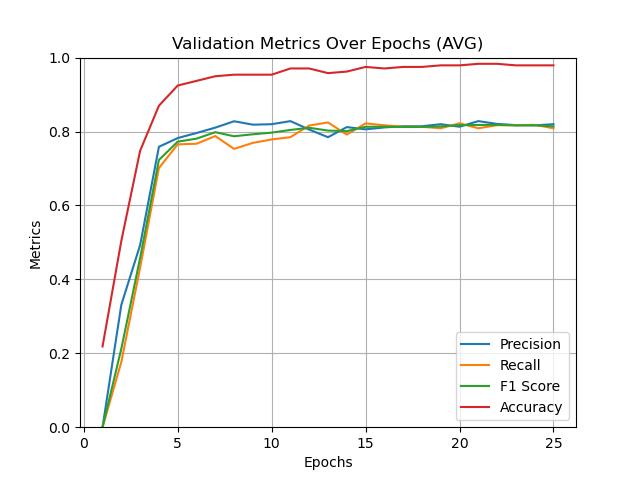 Validation Metrics Over Epochs (AVG)
1.0
0.8
0.6
0.4
0.2
0.0
Metrics
0 5 10 15 20 25
Epochs
Precision
Recall
F1 Score
Accuracy